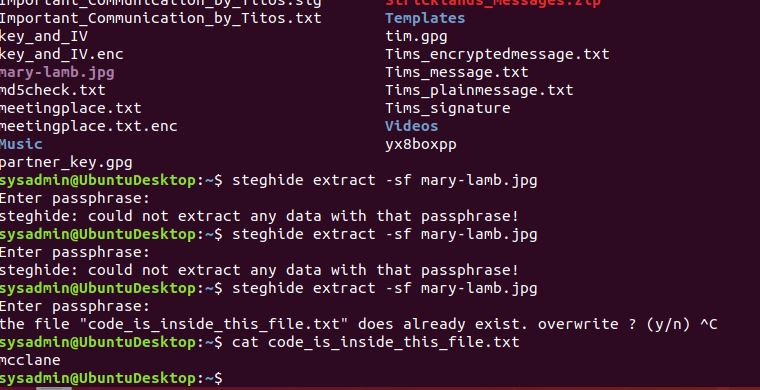 Important_Communication_by_Titos.sig Stricklands_Messages.zip
Important_Communication_by_Titos.txt Templates
key_and_IV tim.gpg
key_and_IV.enc Tims_encryptedmessage.txt
mary-lamb.jpg Tims_message.txt
md5check.txt Tims_plainmessage.txt
meetingplace.txt Tims_signature
meetingplace.txt.enc Videos
Music yx8boxpp
partner_key.gpg
sysadmin@UbuntuDesktop:~$ steghide extract -sf mary-lamb.jpg
Enter passphrase:
steghide: could not extract any data with that passphrase!
sysadmin@UbuntuDesktop:~$ steghide extract -sf mary-lamb.jpg
Enter passphrase:
steghide: could not extract any data with that passphrase!
sysadmin@UbuntuDesktop:~$ steghide extract -sf mary-lamb.jpg
Enter passphrase:
the file "code_is_inside_this_file.txt" does already exist. overwrite ? (y/n) ^C
sysadmin@UbuntuDesktop:~$ cat code_is_inside_this_file.txt
mcclane
sysadmin@UbuntuDesktop:~$